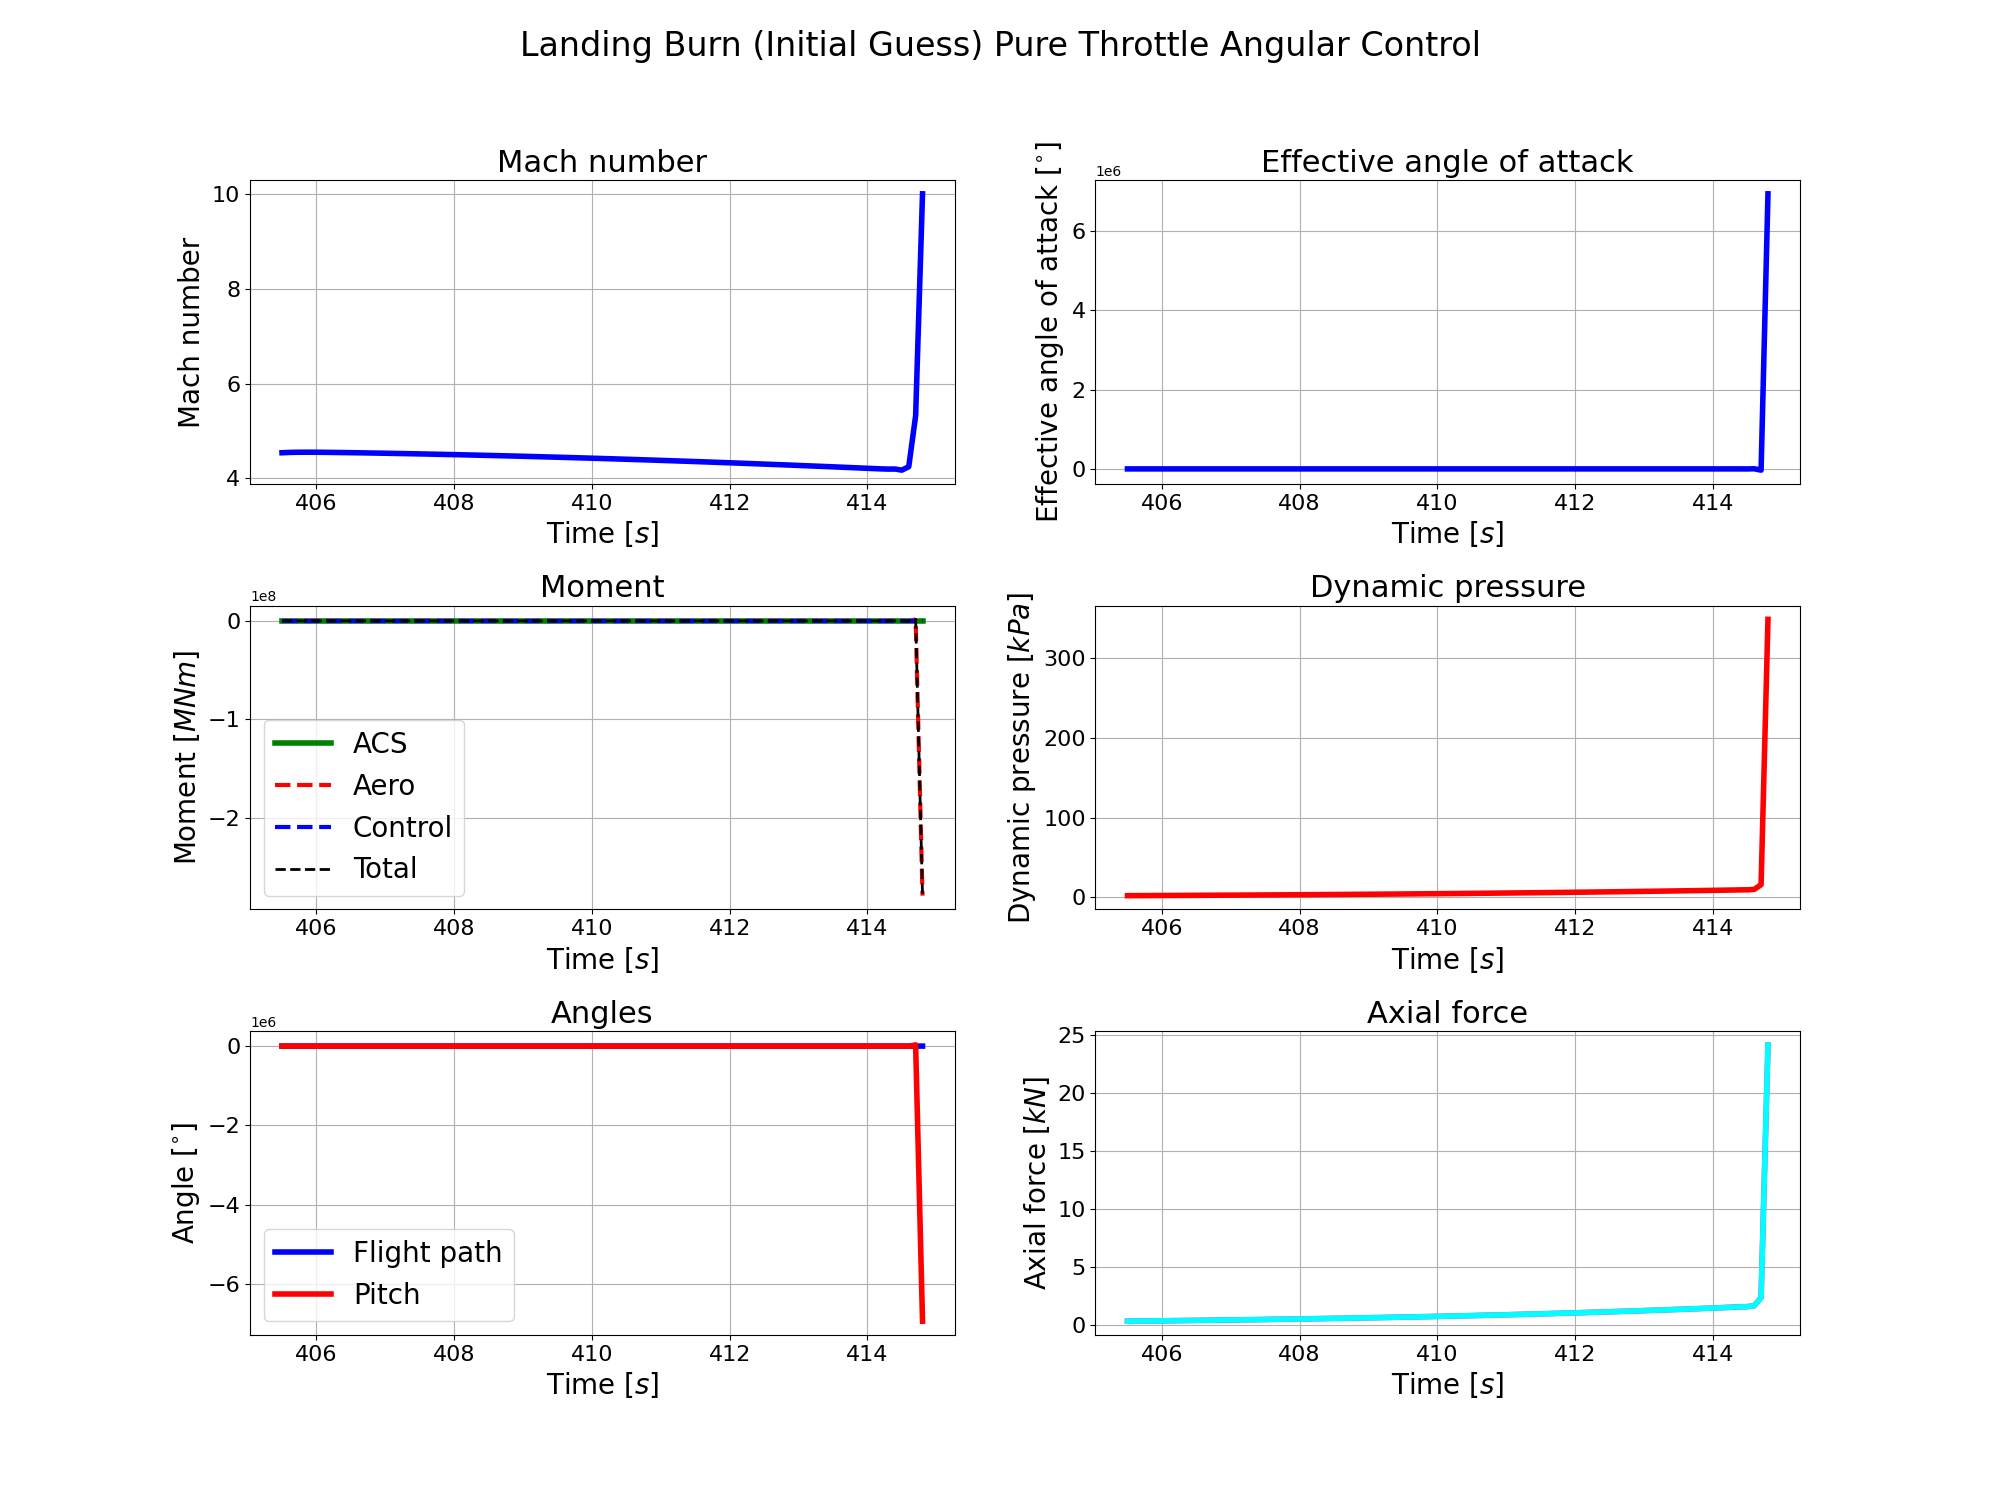 Landing Burn (Initial Guess) Pure Throttle Angular Control
Mach number
Mach number
10
8
6
4
406 408 410 412 414
Time [s]
Effective angle of attack
Effective angle of attack [°]
1e6
6
4
2
0
406 408 410 412 414
Time [s]
Moment
Moment [MNm]
1e8
0
−1
−2
ACS
Aero
Control
Total
406 408 410 412 414
Time [s]
Dynamic pressure
Dynamic pressure [kPa]
300
200
100
0
406 408 410 412 414
Time [s]
Angles
Angle [°]
1e6
0
−2
−4
−6
Flight path
Pitch
406 408 410 412 414
Time [s]
Axial force
Axial force [kN]
25
20
15
10
5
0
406 408 410 412 414
Time [s]